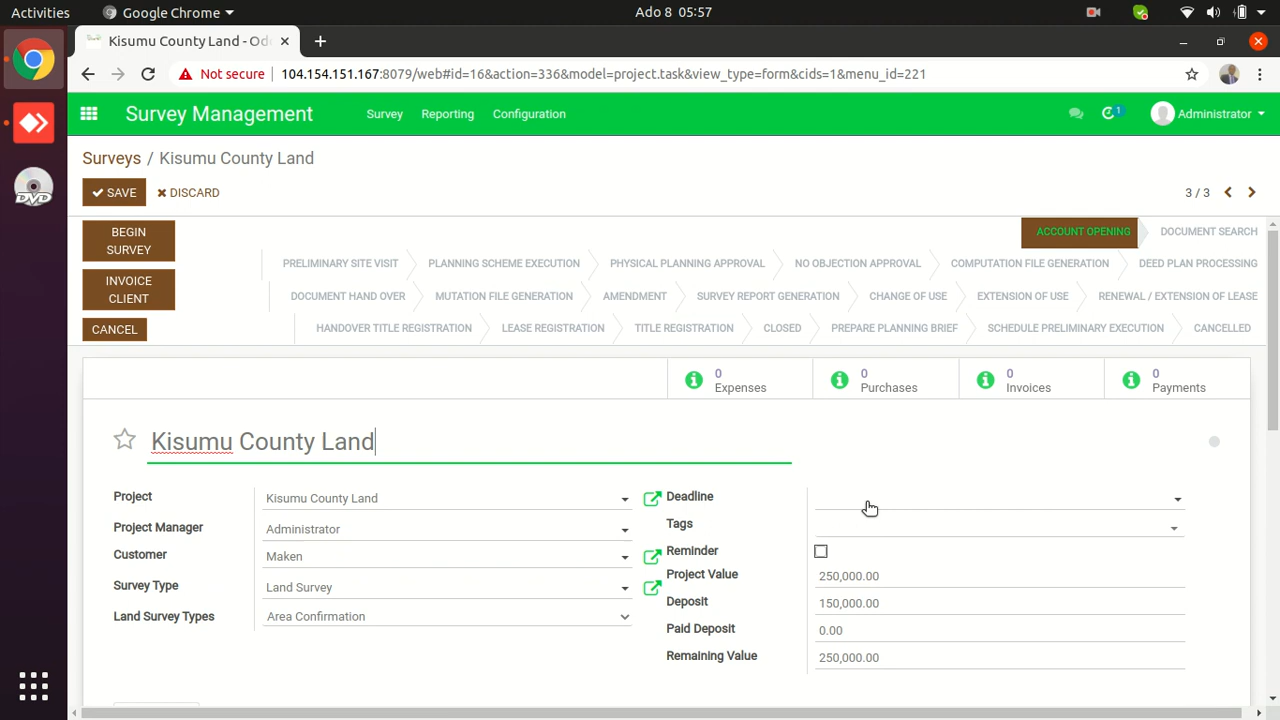 Activities Google Chrome Ado 8 05:57
Kisumu County Land - Od
Not secure 104.154.151.167:8079/web#id=16&action=336&model=project.task&view_type=form&cids=1&menu_id=221
Survey Management Survey Reporting Configuration 1 Administrator
Surveys / Kisumu County Land
SAVE DISCARD 3 / 3
BEGIN SURVEY
INVOICE CLIENT
CANCEL
ACCOUNT OPENING DOCUMENT SEARCH
PRELIMINARY SITE VISIT PLANNING SCHEME EXECUTION PHYSICAL PLANNING APPROVAL NO OBJECTION APPROVAL COMPUTATION FILE GENERATION DEED PLAN PROCESSING
DOCUMENT HAND OVER MUTATION FILE GENERATION AMENDMENT SURVEY REPORT GENERATION CHANGE OF USE EXTENSION OF USE RENEWAL / EXTENSION OF LEASE
HANDOVER TITLE REGISTRATION LEASE REGISTRATION TITLE REGISTRATION CLOSE PREPARE PLANNING BRIEF SCHEDULE PRELIMINARY EXECUTION CANCELLED
0 Expenses 0 Purchases 0 Invoices 0 Payments
Kisumu County Land
Project Kisumu County Land
Project Manager Administrator
Customer Maken
Survey Type Land Survey
Land Survey Types Area Confirmation
Deadline
Tags
Reminder
Project Value 250,000.00
Deposit 150,000.00
Paid Deposit 0.00
Remaining Value 250,000.00
DVD